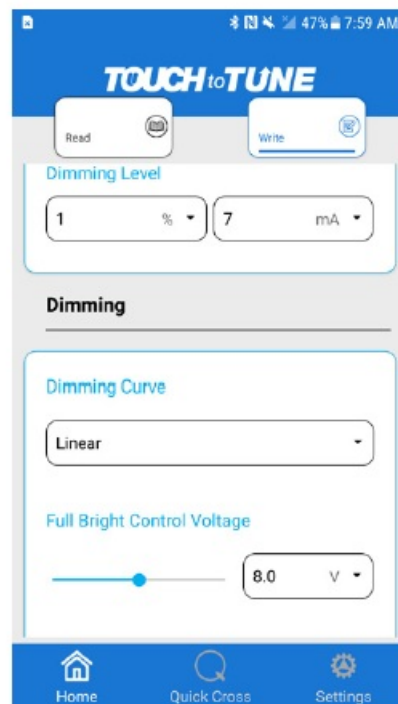 47% 7:59 AM
TOUCH to TUNE
Read
Write
Dimming Level
1 % 7 mA
Dimming
Dimming Curve
Linear
Full Bright Control Voltage
8.0 V
Home Quick Cross Settings